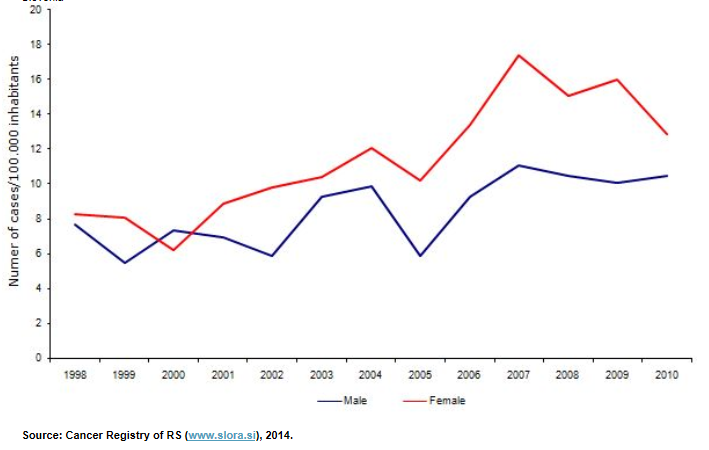 20
18
16
14
12
10
8
6
4
2
0
Numer of cases/100.000 inhabitants
1998 1999 2000 2001 2002 2003 2004 2005 2006 2007 2008 2009 2010
Male Female
Source: Cancer Registry of RS (www.slora.si), 2014.